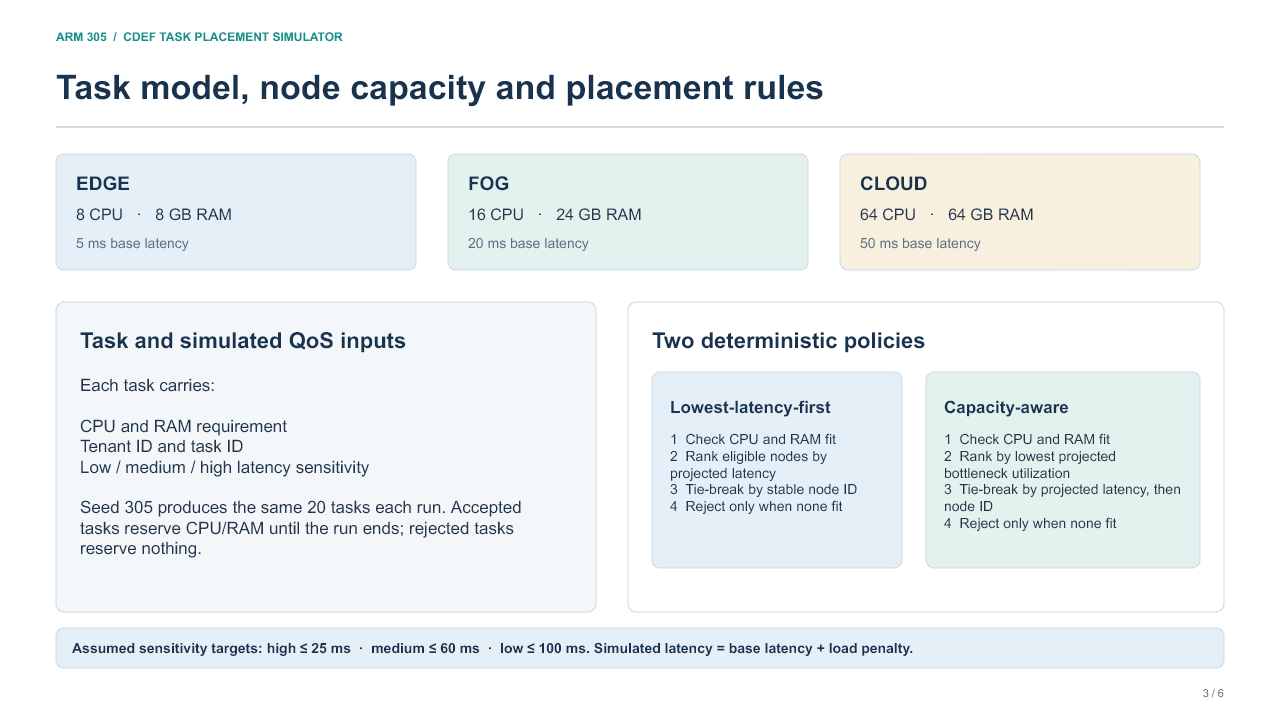 ARM 305 / CDEF TASK PLACEMENT SIMULATOR
Task model, node capacity and placement rules
EDGE
8 CPU · 8 GB RAM
5 ms base latency
FOG
16 CPU · 24 GB RAM
20 ms base latency
CLOUD
64 CPU · 64 GB RAM
50 ms base latency
Task and simulated QoS inputs
Each task carries:
CPU and RAM requirement
Tenant ID and task ID
Low / medium / high latency sensitivity
Seed 305 produces the same 20 tasks each run. Accepted
tasks reserve CPU/RAM until the run ends; rejected tasks
reserve nothing.
Two deterministic policies
Lowest-latency-first
1 Check CPU and RAM fit
2 Rank eligible nodes by
projected latency
3 Tie-break by stable node ID
4 Reject only when none fit
Capacity-aware
1 Check CPU and RAM fit
2 Rank by lowest projected
bottleneck utilization
3 Tie-break by projected latency, then
node ID
4 Reject only when none fit
Assumed sensitivity targets: high ≤ 25 ms · medium ≤ 60 ms · low ≤ 100 ms. Simulated latency = base latency + load penalty.
3 / 6